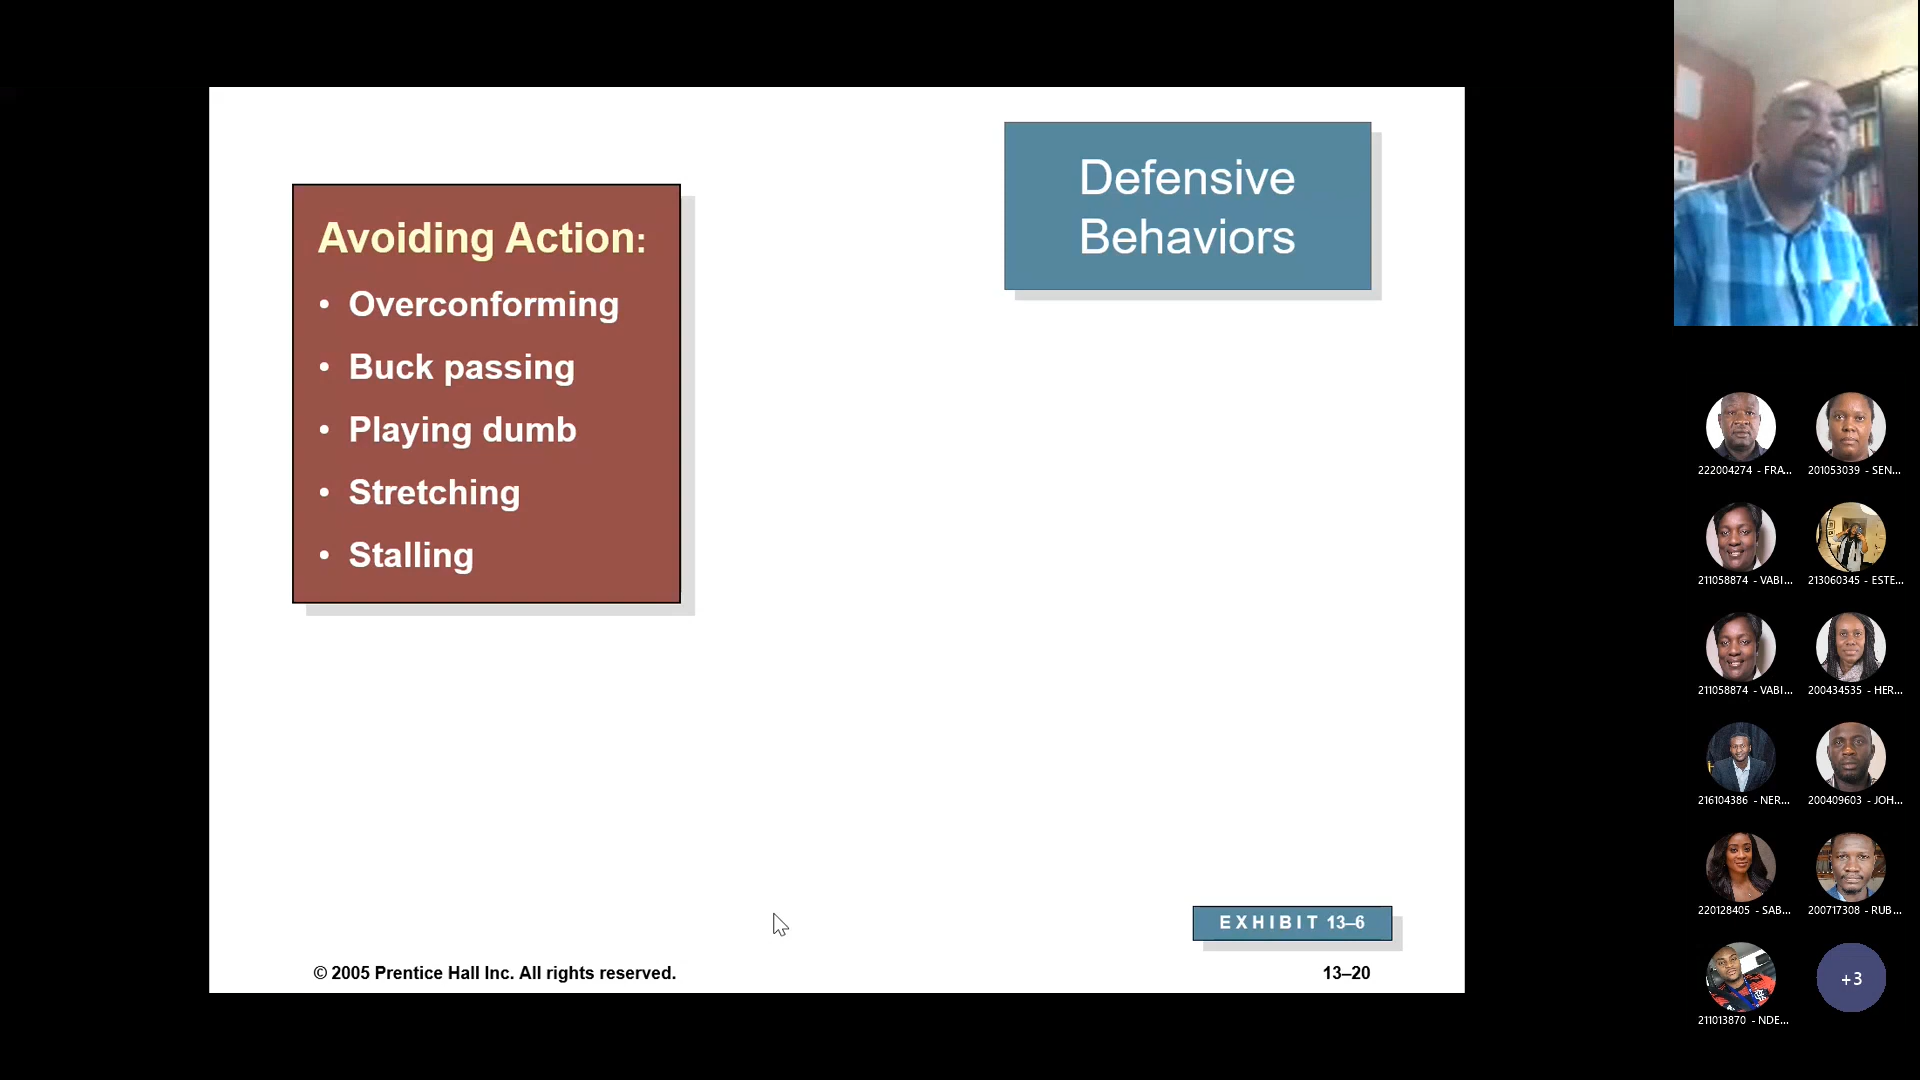 Defensive
Behaviors
Avoiding Action:
• Overconforming
• Buck passing
• Playing dumb
• Stretching
• Stalling
EXHIBIT 13–6
© 2005 Prentice Hall Inc. All rights reserved.
13–20
222004274 - FRA...
201053039 - SEN...
211058874 - VABI...
213060345 - ESTE...
211058874 - VABI...
200434535 - HER...
216104386 - NER...
200409603 - JOH...
220128405 - SAB...
200717308 - RUB...
211013870 - NDE...
+3